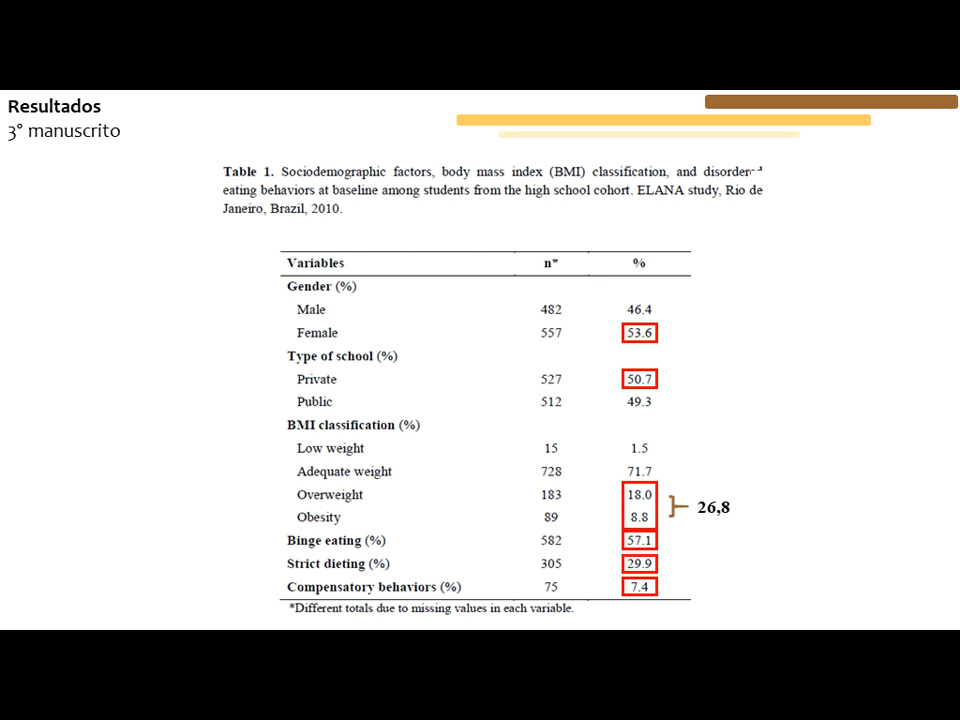 Resultados
3° manuscrito
Table 1. Sociodemographic factors, body mass index (BMI) classification, and
eating behaviors at baseline among students from the high school cohort. ELANA study, Rio de
Janeiro, Brazil, 2010.
Variables n* %
Gender (%)
Male 482 46.4
Female 557 53.6
Type of school (%)
Private 527 50.7
Public 512 49.3
BMI classification (%)
Low weight 15 1.5
Adequate weight 728 71.7
Overweight 183 18.0
Obesity 89 8.8
26,8
Binge eating (%) 582 57.1
Strict dieting (%) 305 29.9
Compensatory behaviors (%) 75 7.4
*Different totals due to missing values in each variable.